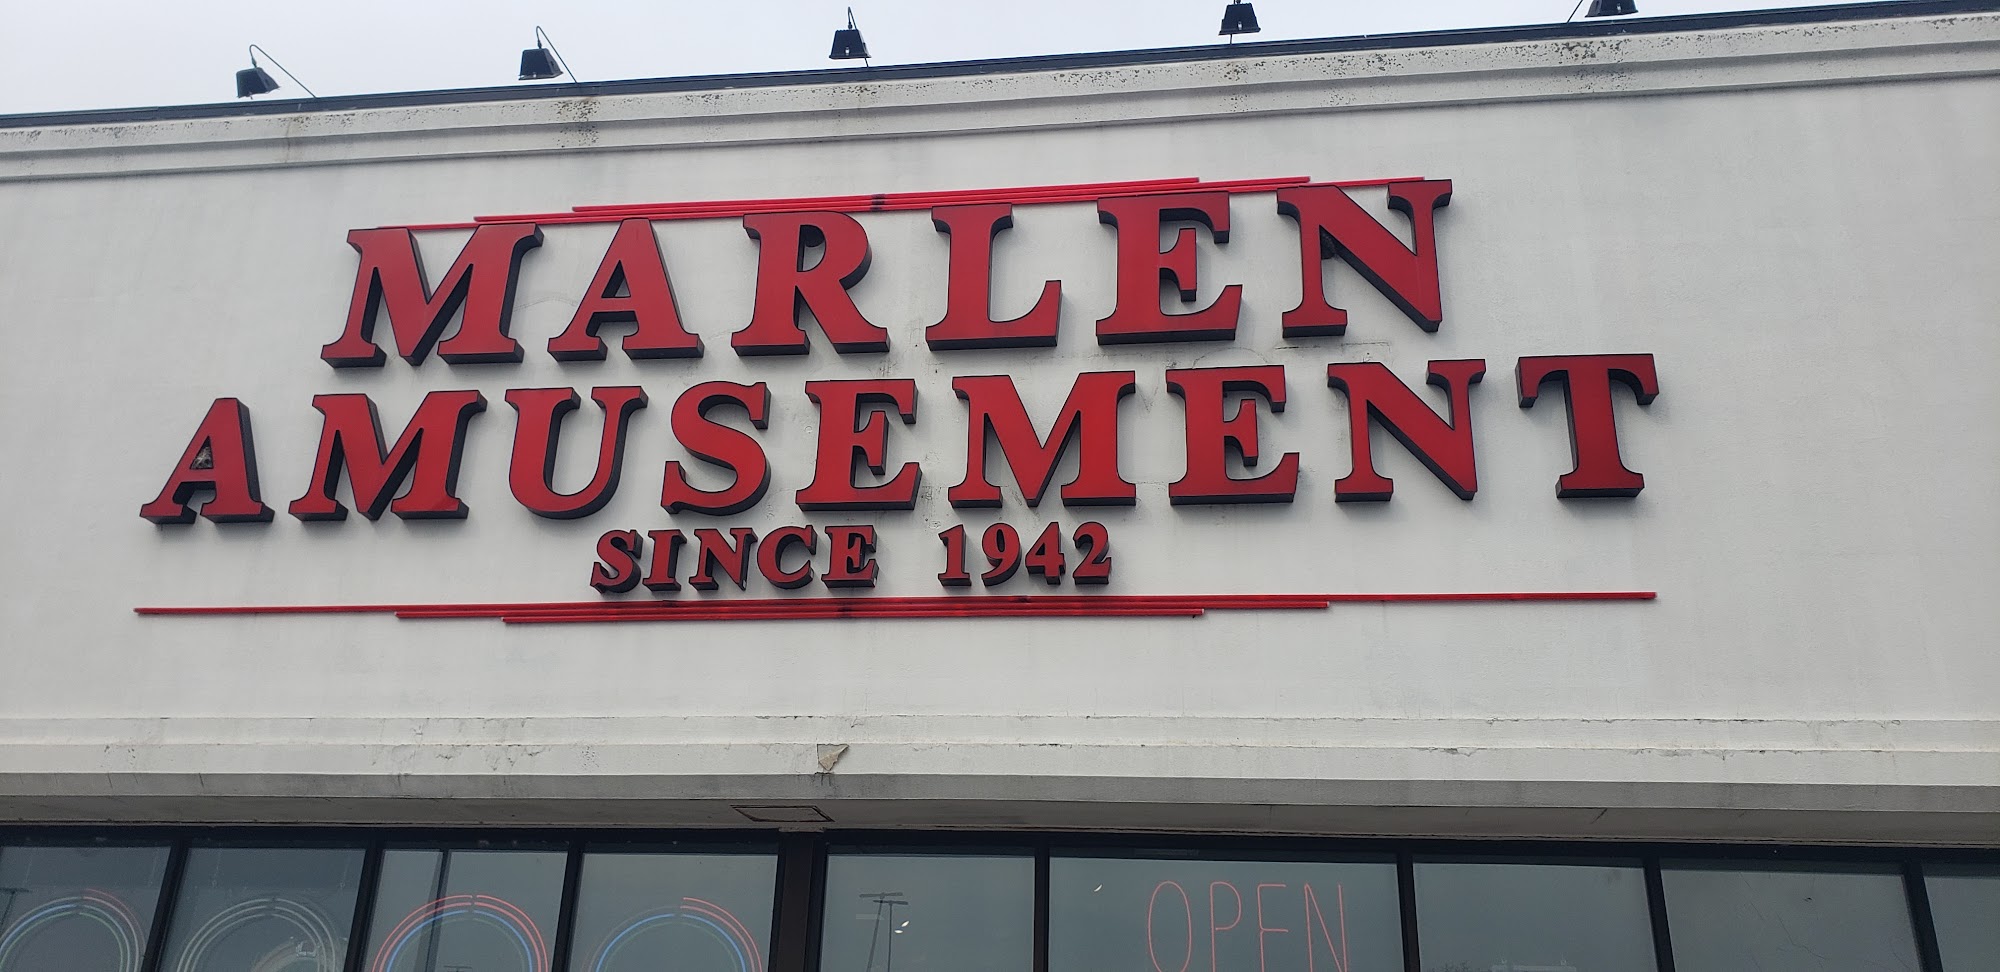 MARLEN
AMUSEMENT
SINCE 1942
OPEN